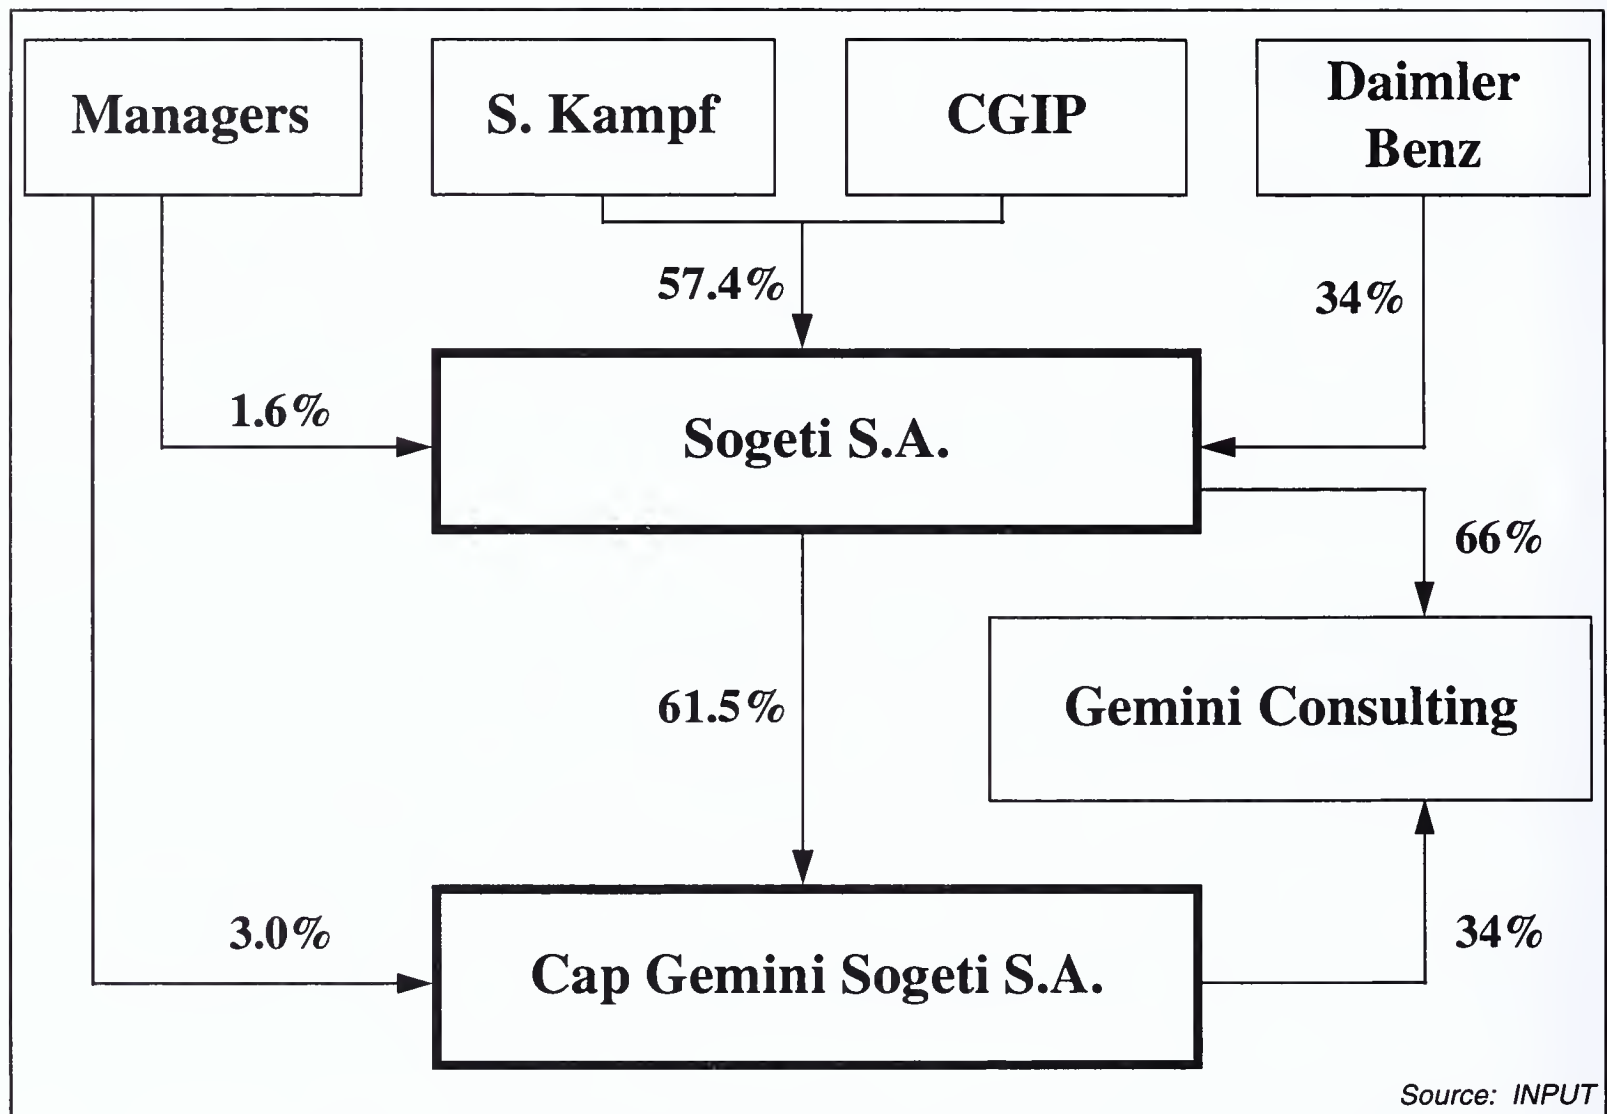 Managers
S. Kampf
CGIP
Daimler
Benz
57.4%
34%
1.6%
Sogeti S.A.
66%
61.5%
Gemini Consulting
3.0%
34%
Cap Gemini Sogeti S.A.
Source: INPUT